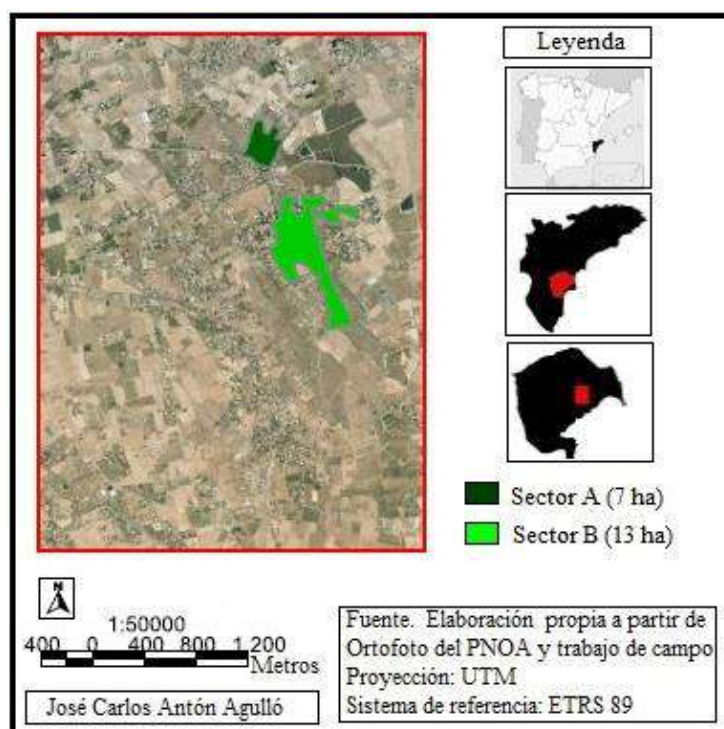 Leyenda
Sector A (7 ha)
Sector B (13 ha)
N
1:50000
400 0 400 800 1 200
Metros
José Carlos Antón Agulló
Fuente. Elaboración propia a partir de
Ortofoto del PNOA y trabajo de campo
Proyección: UTM
Sistema de referencia: ETRS 89